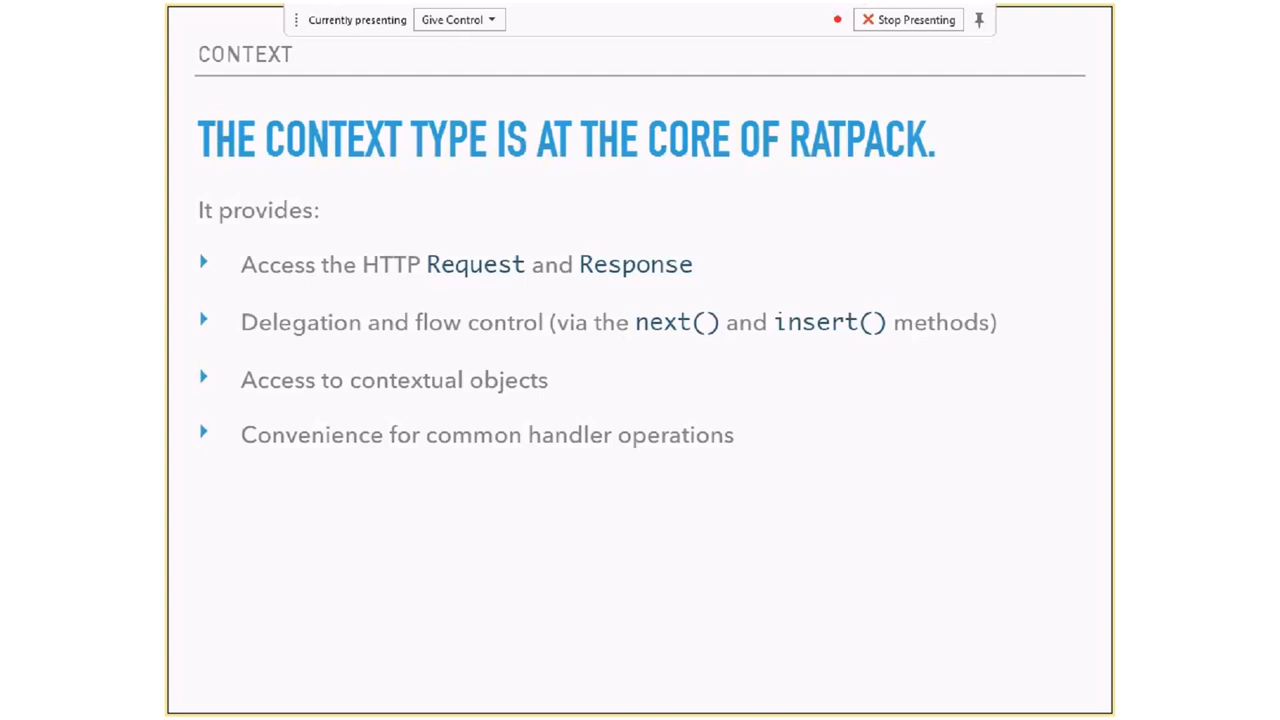 Currently presenting Give Control Stop Presenting
CONTEXT
THE CONTEXT TYPE IS AT THE CORE OF RATPACK.
It provides:
Access the HTTP Request and Response
Delegation and flow control (via the next() and insert() methods)
Access to contextual objects
Convenience for common handler operations